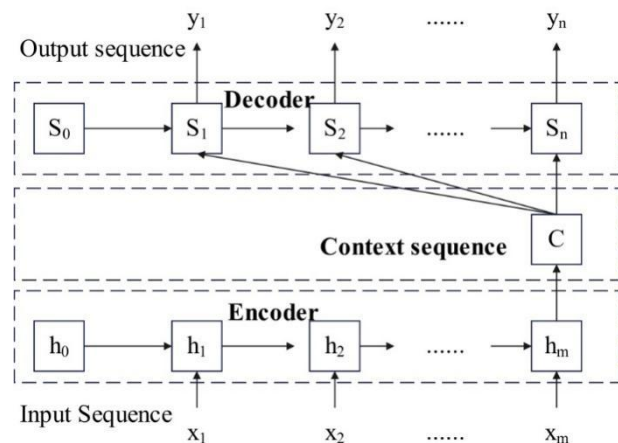 y₁ y₂ ...... yₙ
Output sequence
Decoder
S₀ S₁ S₂ ...... Sₙ
Context sequence C
Encoder
h₀ h₁ h₂ ...... hₘ
Input Sequence
x₁ x₂ ...... xₘ